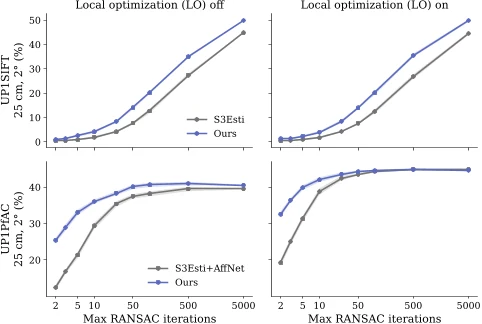 Local optimization (LO) off
Local optimization (LO) on
UP1SIFT
25 cm, 2° (%)
50
40
30
20
10
0
S3Esti
Ours
UP1PfAC
25 cm, 2° (%)
40
30
20
S3Esti+AffNet
Ours
2 5 10 50 500 5000
2 5 10 50 500 5000
Max RANSAC iterations
Max RANSAC iterations